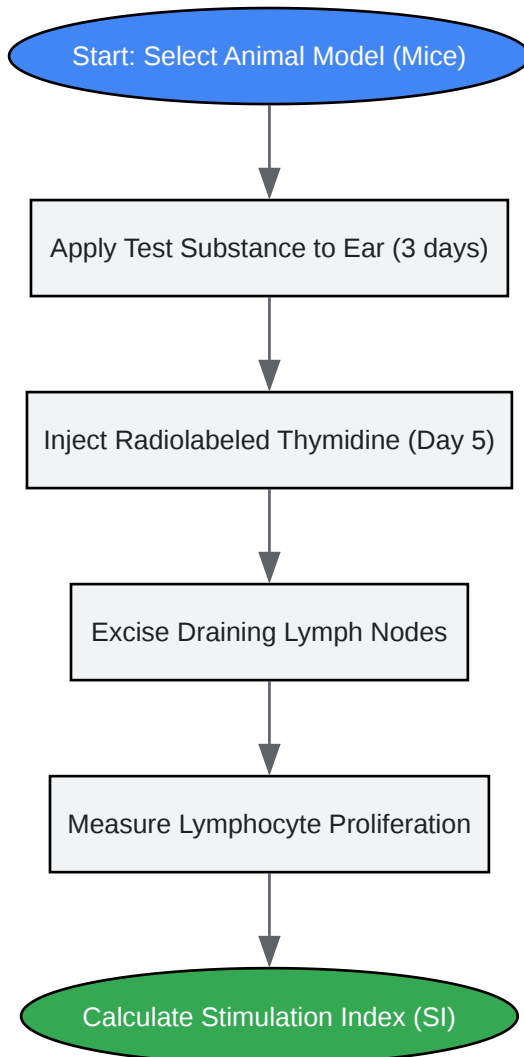 Start: Select Animal Model (Mice)
Apply Test Substance to Ear (3 days)
Inject Radiolabeled Thymidine (Day 5)
Excise Draining Lymph Nodes
Measure Lymphocyte Proliferation
Calculate Stimulation Index (SI)